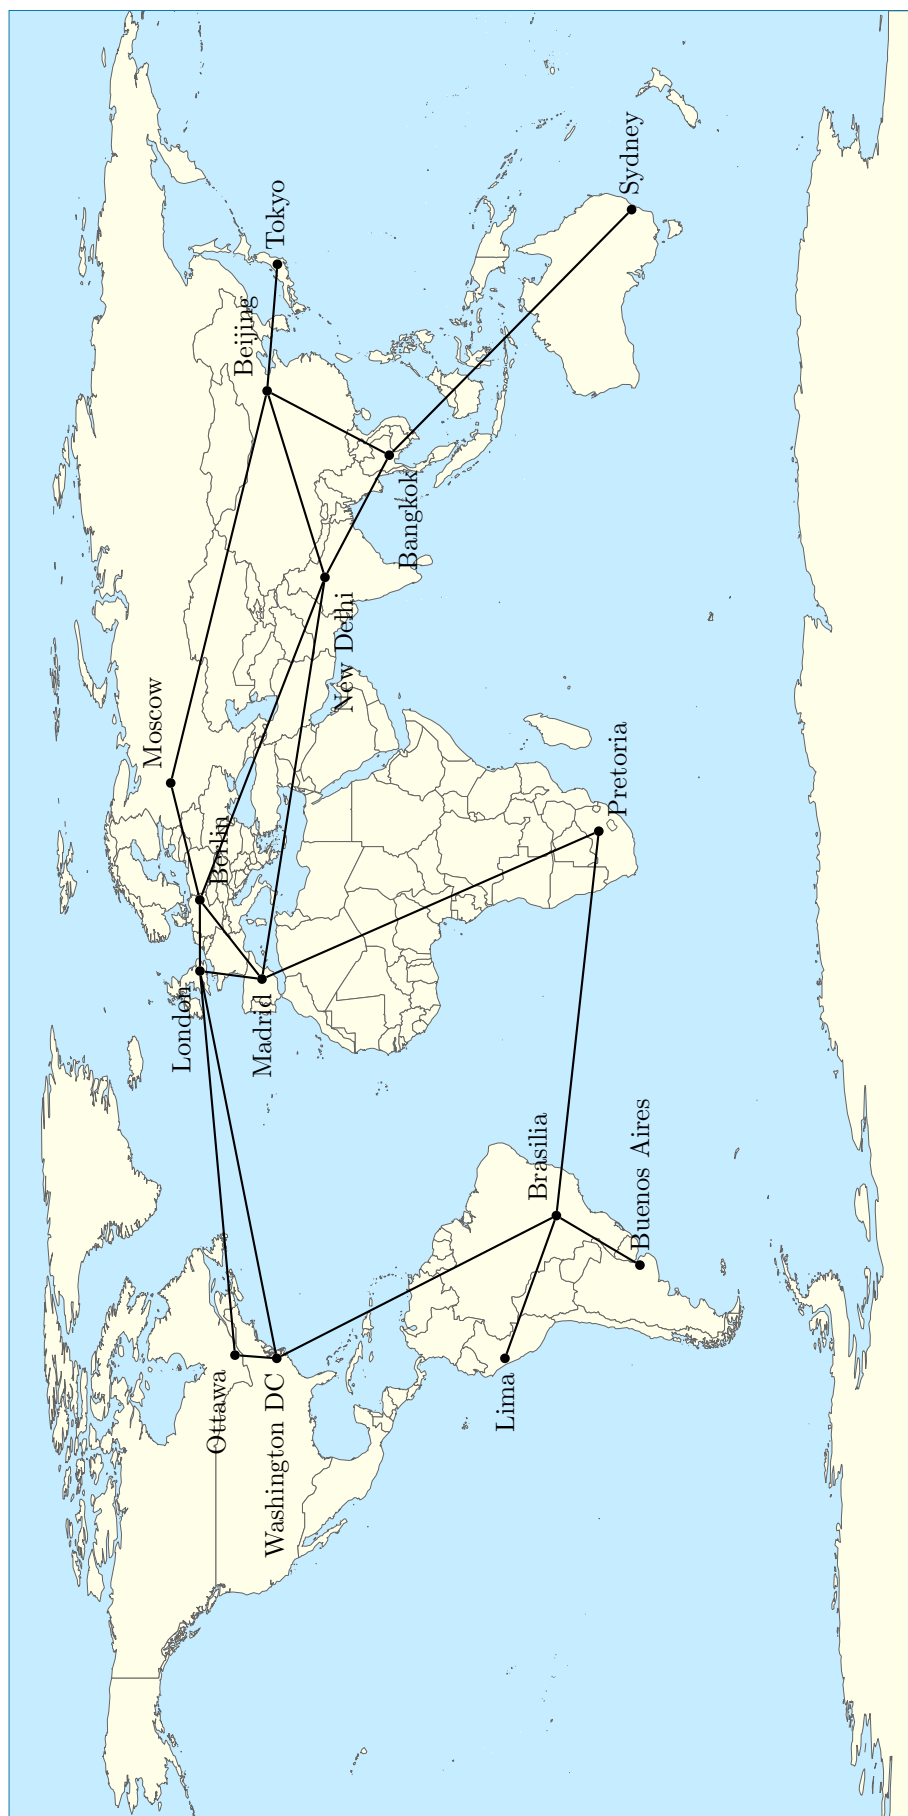 Ottawa
Washington DC
Lima
Buenos Aires
Brasilia
London
Madrid
Berlin
Moscow
Pretoria
New Delhi
Bangkok
Beijing
Tokyo
Sydney